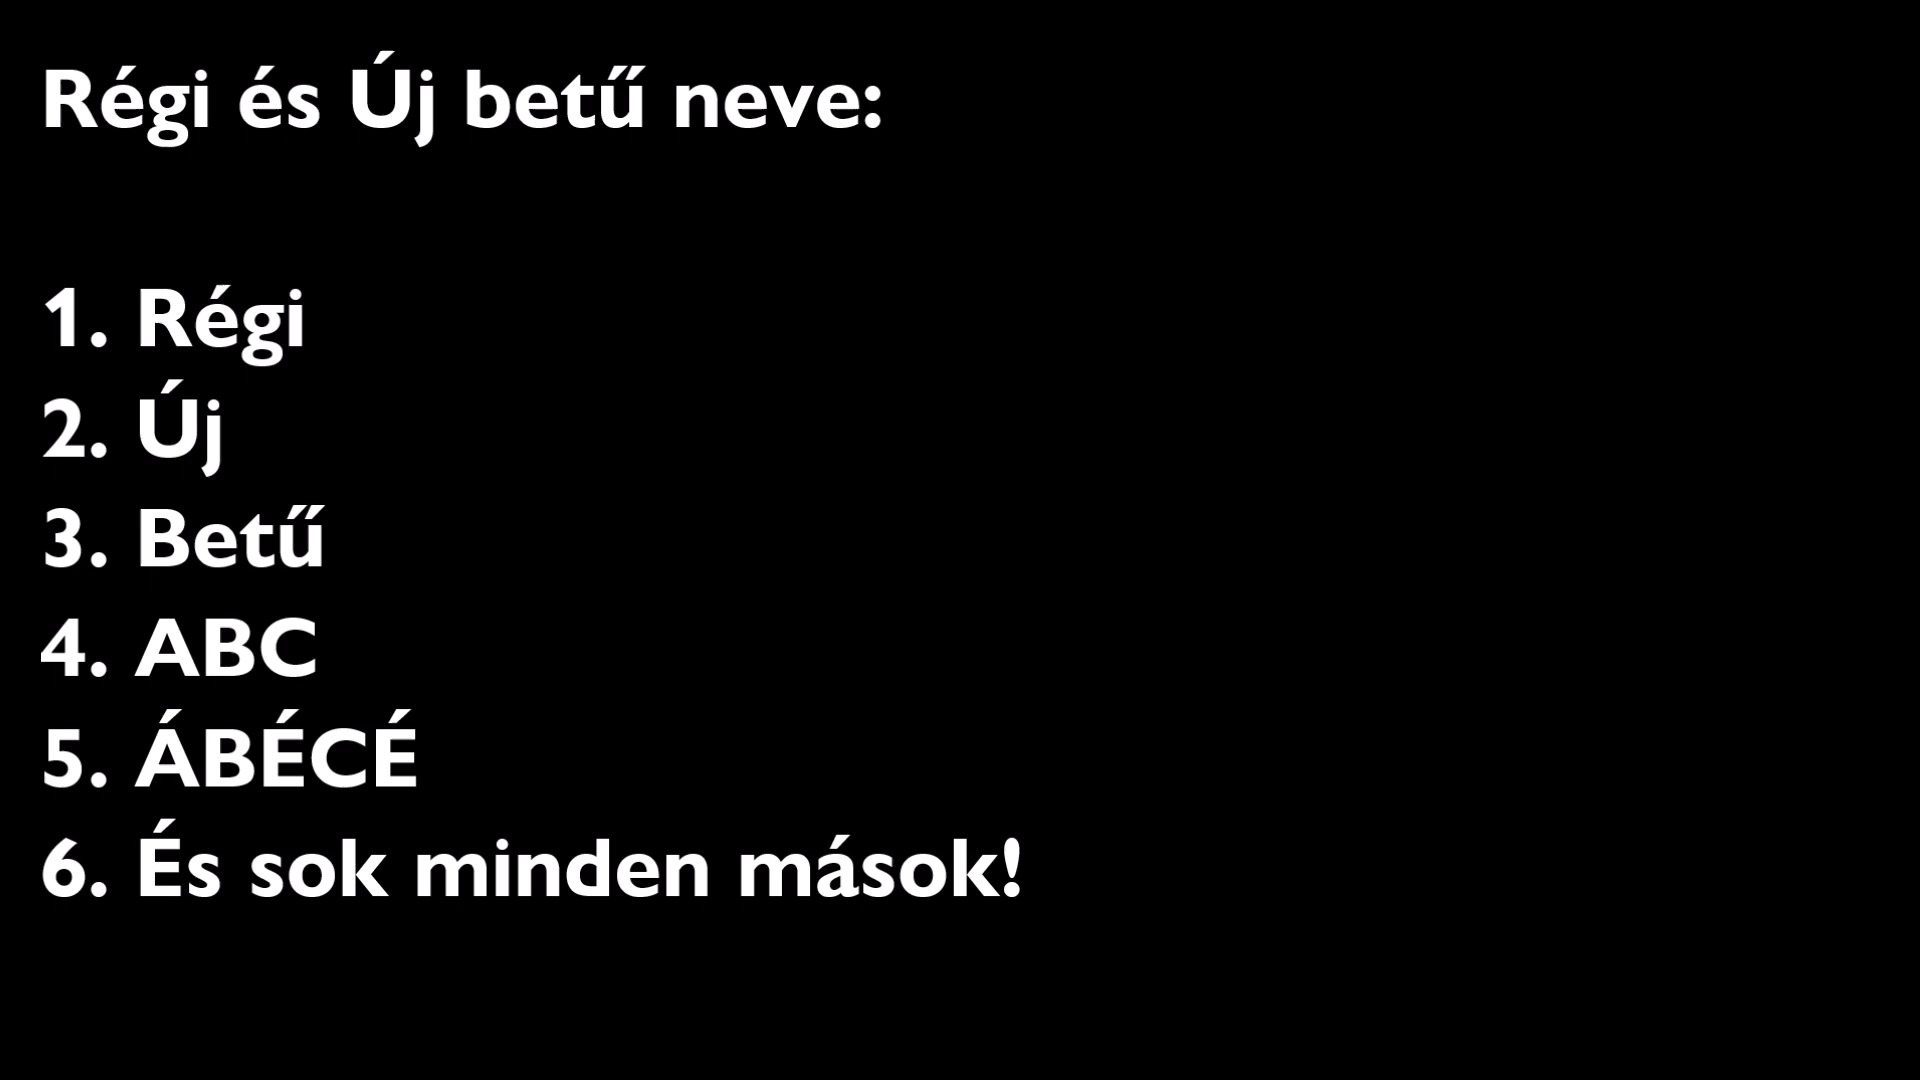 Régi és Új betű neve:
1. Régi
2. Új
3. Betű
4. ABC
5. ÁBÉCÉ
6. És sok minden mások!